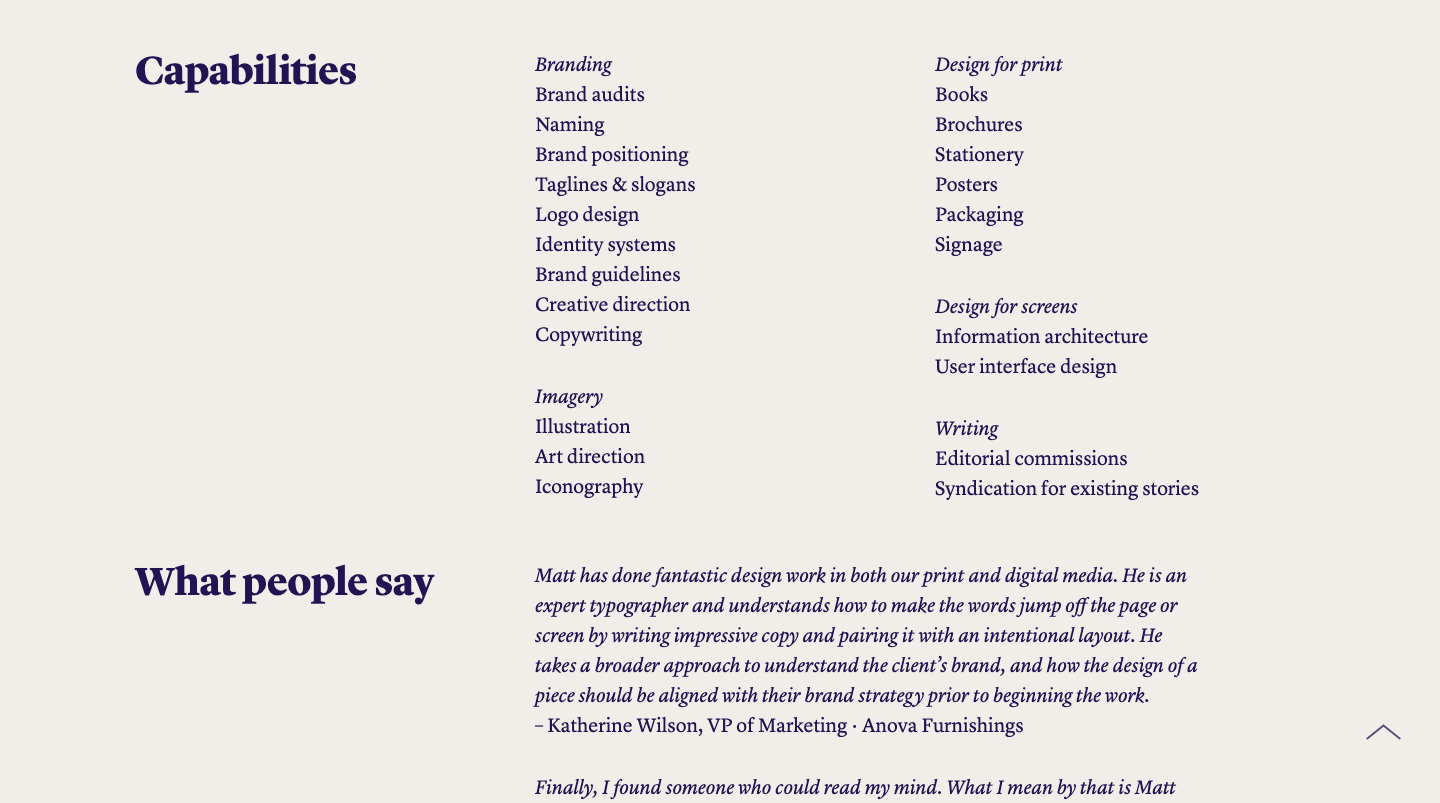 Capabilities
Branding
Brand audits
Naming
Brand positioning
Taglines & slogans
Logo design
Identity systems
Brand guidelines
Creative direction
Copywriting
Imagery
Illustration
Art direction
Iconography
Design for print
Books
Brochures
Stationery
Posters
Packaging
Signage
Design for screens
Information architecture
User interface design
Writing
Editorial commissions
Syndication for existing stories
What people say
Matt has done fantastic design work in both our print and digital media. He is an
expert typographer and understands how to make the words jump off the page or
screen by writing impressive copy and pairing it with an intentional layout. He
takes a broader approach to understand the client’s brand, and how the design of a
piece should be aligned with their brand strategy prior to beginning the work.
– Katherine Wilson, VP of Marketing · Anova Furnishings
Finally, I found someone who could read my mind. What I mean by that is Matt